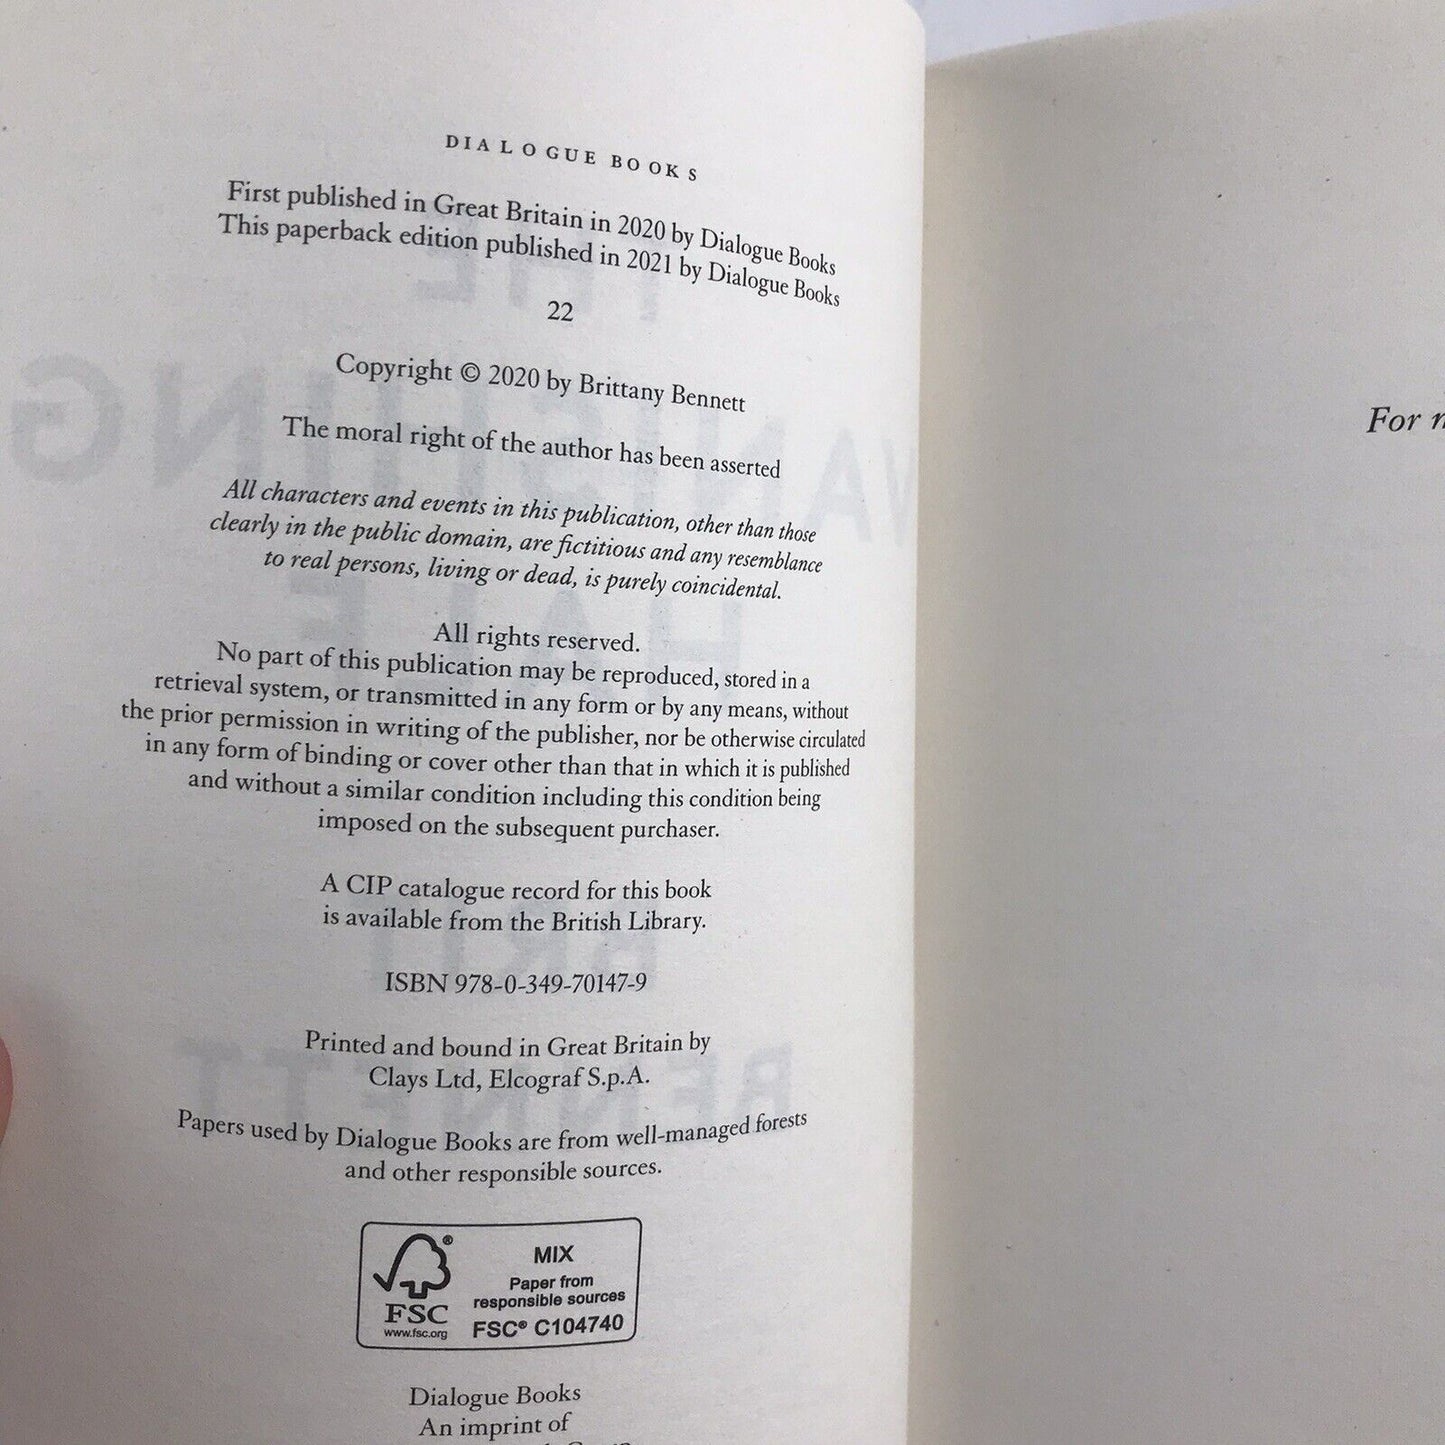 DIALOGUE BOOKS
First published in Great Britain in 2020 by Dialogue Books
This paperback edition published in 2021 by Dialogue Books
22
Copyright © 2020 by Brittany Bennett
The moral right of the author has been asserted
All characters and events in this publication, other than those
clearly in the public domain, are fictitious and any resemblance
to real persons, living or dead, is purely coincidental.
All rights reserved.
No part of this publication may be reproduced, stored in a
retrieval system, or transmitted in any form or by any means, without
the prior permission in writing of the publisher, nor be otherwise circulated
in any form of binding or cover other than that in which it is published
and without a similar condition including this condition being
imposed on the subsequent purchaser.
A CIP catalogue record for this book
is available from the British Library.
ISBN 978-0-349-70147-9
Printed and bound in Great Britain by
Clays Ltd, Elcograf S.p.A.
Papers used by Dialogue Books are from well-managed forests
and other responsible sources.
FSC
www.fsc.org
MIX
Paper from
responsible sources
FSC® C104740
Dialogue Books
An imprint of
For